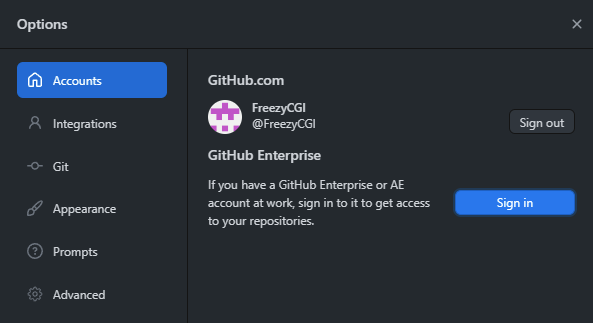 Options
Accounts
Integrations
Git
Appearance
Prompts
Advanced
GitHub.com
FreezyCGI
@FreezyCGI
Sign out
GitHub Enterprise
If you have a GitHub Enterprise or AE
account at work, sign in to it to get access
to your repositories.
Sign in